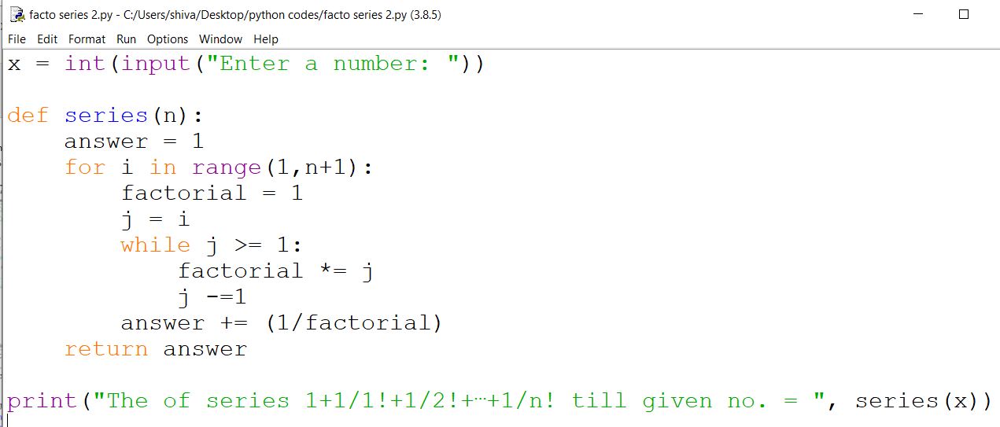 facto series 2.py - C:/Users/shiva/Desktop/python codes/facto series 2.py (3.8.5)
File Edit Format Run Options Window Help
x = int(input("Enter a number: "))
def series(n):
    answer = 1
    for i in range(1,n+1):
        factorial = 1
        j = i
        while j >= 1:
            factorial *= j
            j -=1
        answer += (1/factorial)
    return answer
print("The of series 1+1/1!+1/2!+⋯+1/n! till given no. = ", series(x))